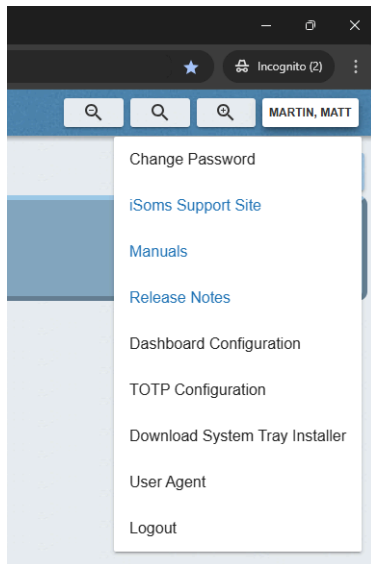 Incognito (2)
MARTIN, MATT
Change Password
iSoms Support Site
Manuals
Release Notes
Dashboard Configuration
TOTP Configuration
Download System Tray Installer
User Agent
Logout